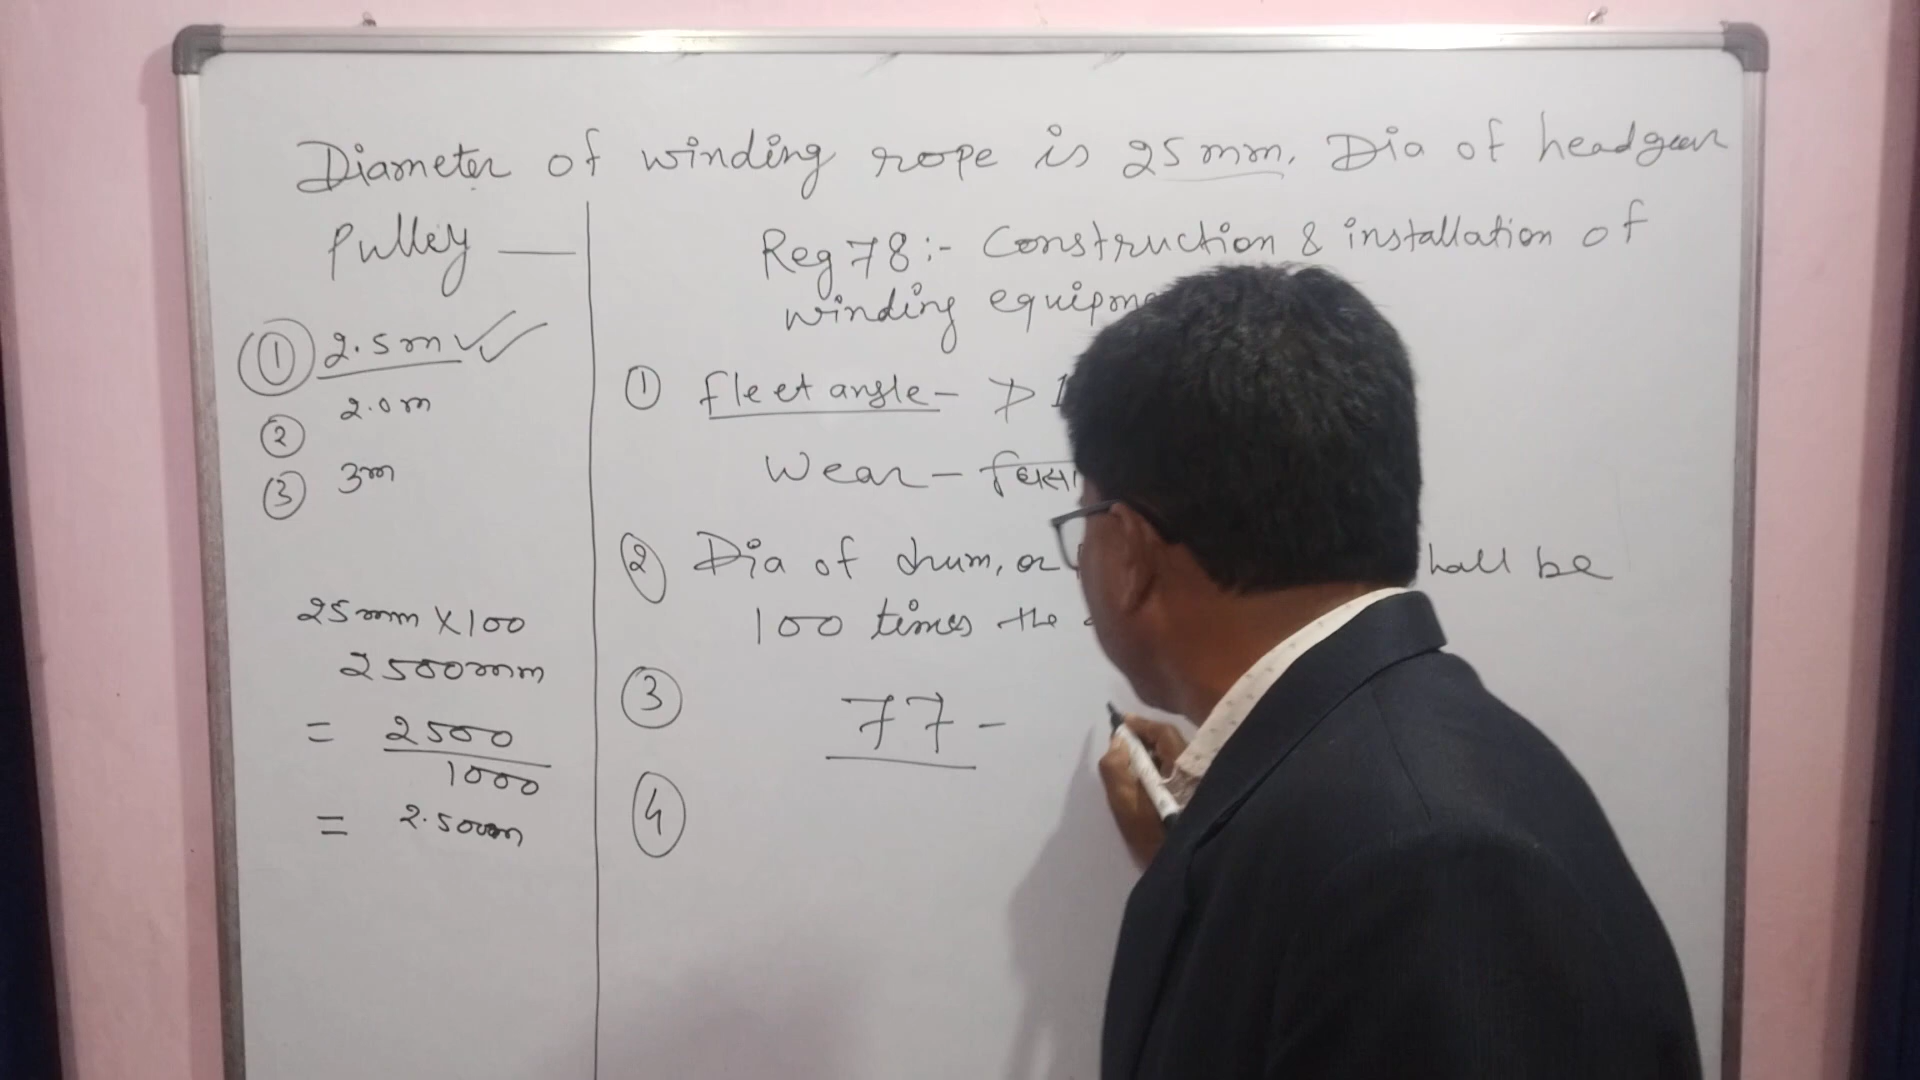 Diameter of winding rope is 25mm. Dia of headgear
Pulley —
① 2.5m ✓✓
② 2.0m
③ 3m
25mm X 100
2500mm
= 2500
1000
= 2.500m
Reg 78:- Construction & installation of
winding
① fleet angle -
Wear -
② Dia of drum, or hall be
100 times the
③ 77 -
④